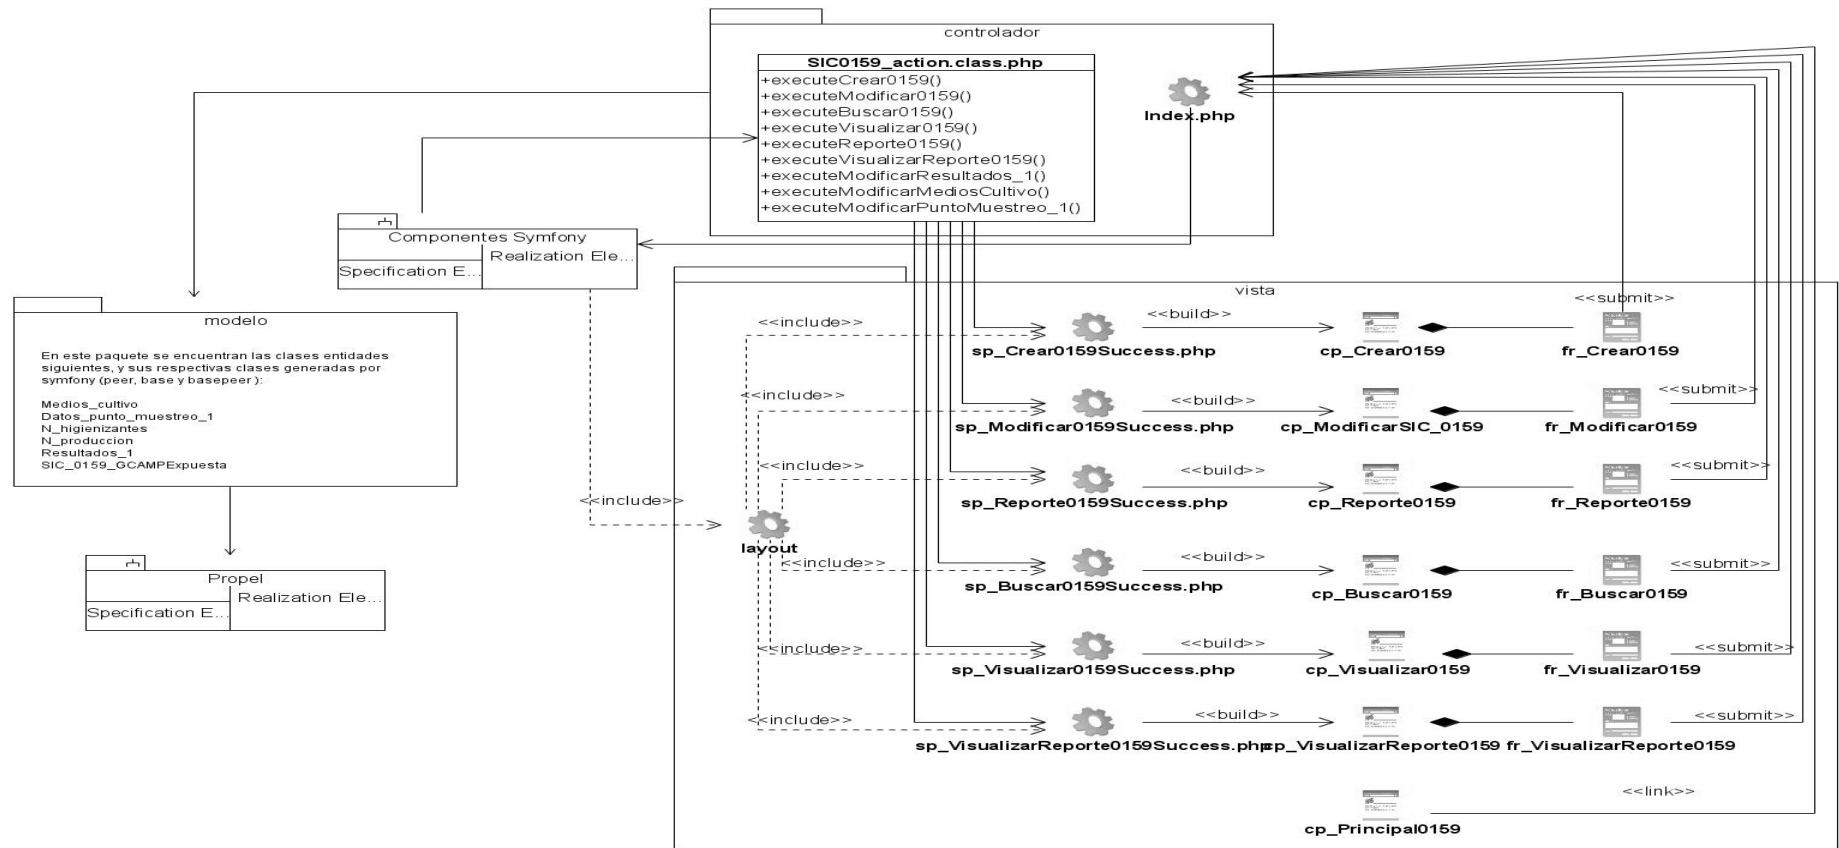 controlador
SIC0159_action.class.php
+executeCrear0159()
+executeModificar0159()
+executeBuscar0159()
+executeVisualizar0159()
+executeReporte0159()
+executeVisualizarReporte0159()
+executeModificarResultados_1()
+executeModificarMediosCultivo()
+executeModificarPuntoMuestreo_1()
Index.php
Componentes Symfony
Specification E...
Realization Ele...
modelo
En este paquete se encuentran las clases entidades
siguientes, y sus respectivas clases generadas por
symfony (peer, base y basepeer ):
Medios_cultivo
Datos_punto_muestreo_1
N_higienizantes
N_produccion
Resultados_1
SIC_0159_GCAMPExpuesta
Propel
Specification E...
Realization Ele...
vista
<<include>>
layout
<<include>>
<<build>>
<<submit>>
sp_Crear0159Success.php
cp_Crear0159
fr_Crear0159
<<include>>
<<build>>
<<submit>>
sp_Modificar0159Success.php
cp_ModificarSIC_0159
fr_Modificar0159
<<include>>
<<build>>
<<submit>>
sp_Reporte0159Success.php
cp_Reporte0159
fr_Reporte0159
<<include>>
<<build>>
<<submit>>
sp_Buscar0159Success.php
cp_Buscar0159
fr_Buscar0159
<<include>>
<<build>>
<<submit>>
sp_Visualizar0159Success.php
cp_Visualizar0159
fr_Visualizar0159
<<include>>
<<build>>
<<submit>>
sp_VisualizarReporte0159Success.php
cp_VisualizarReporte0159
fr_VisualizarReporte0159
<<link>>
cp_Principal0159